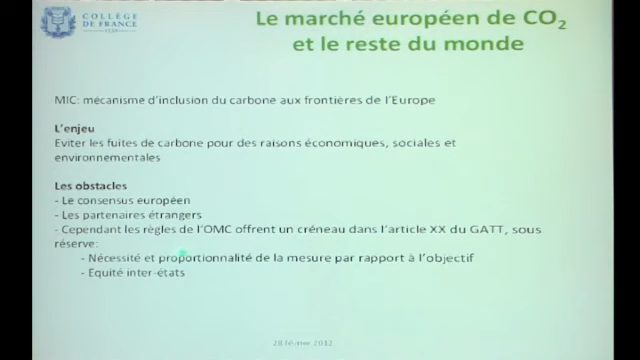 COLLÈGE
DE FRANCE
1530
Le marché européen de CO₂
et le reste du monde
MIC: mécanisme d'inclusion du carbone aux frontières de l'Europe
L'enjeu
Eviter les fuites de carbone pour des raisons économiques, sociales et
environnementales
Les obstacles
- Le consensus européen
- Les partenaires étrangers
- Cependant les règles de l'OMC offrent un créneau dans l'article XX du GATT, sous
réserve:
- Nécessité et proportionnalité de la mesure par rapport à l'objectif
- Equité inter-états
28 février 2012